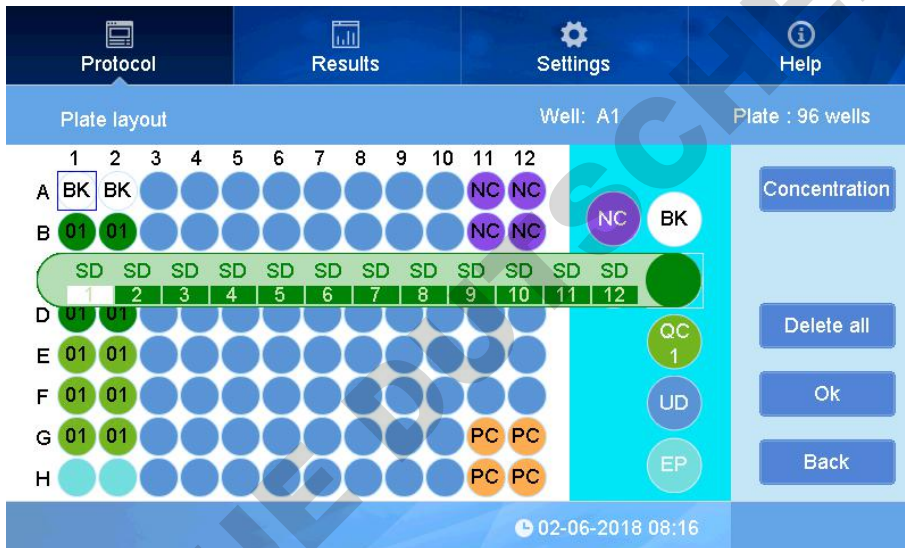 Protocol Results Settings Help
Plate layout Well: A1 Plate : 96 wells
1 2 3 4 5 6 7 8 9 10 11 12
A BK BK NC NC
B 01 01 NC NC
NC BK
Concentration
SD SD SD SD SD SD SD SD SD SD SD SD
1 2 3 4 5 6 7 8 9 10 11 12
D 01 01
E 01 01
QC
1
Delete all
F 01 01
UD
Ok
G 01 01 PC PC
H PC PC
EP
Back
02-06-2018 08:16